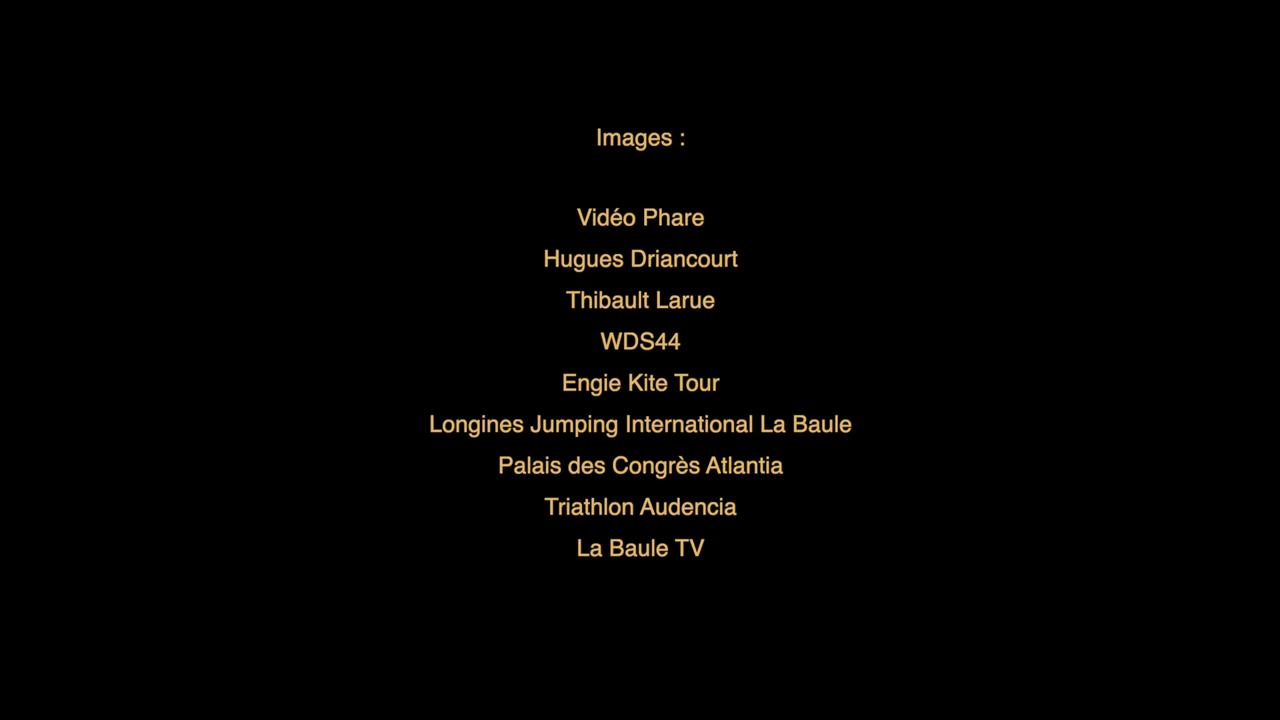 Images :
Vidéo Phare
Hugues Driancourt
Thibault Larue
WDS44
Engie Kite Tour
Longines Jumping International La Baule
Palais des Congrès Atlantia
Triathlon Audencia
La Baule TV